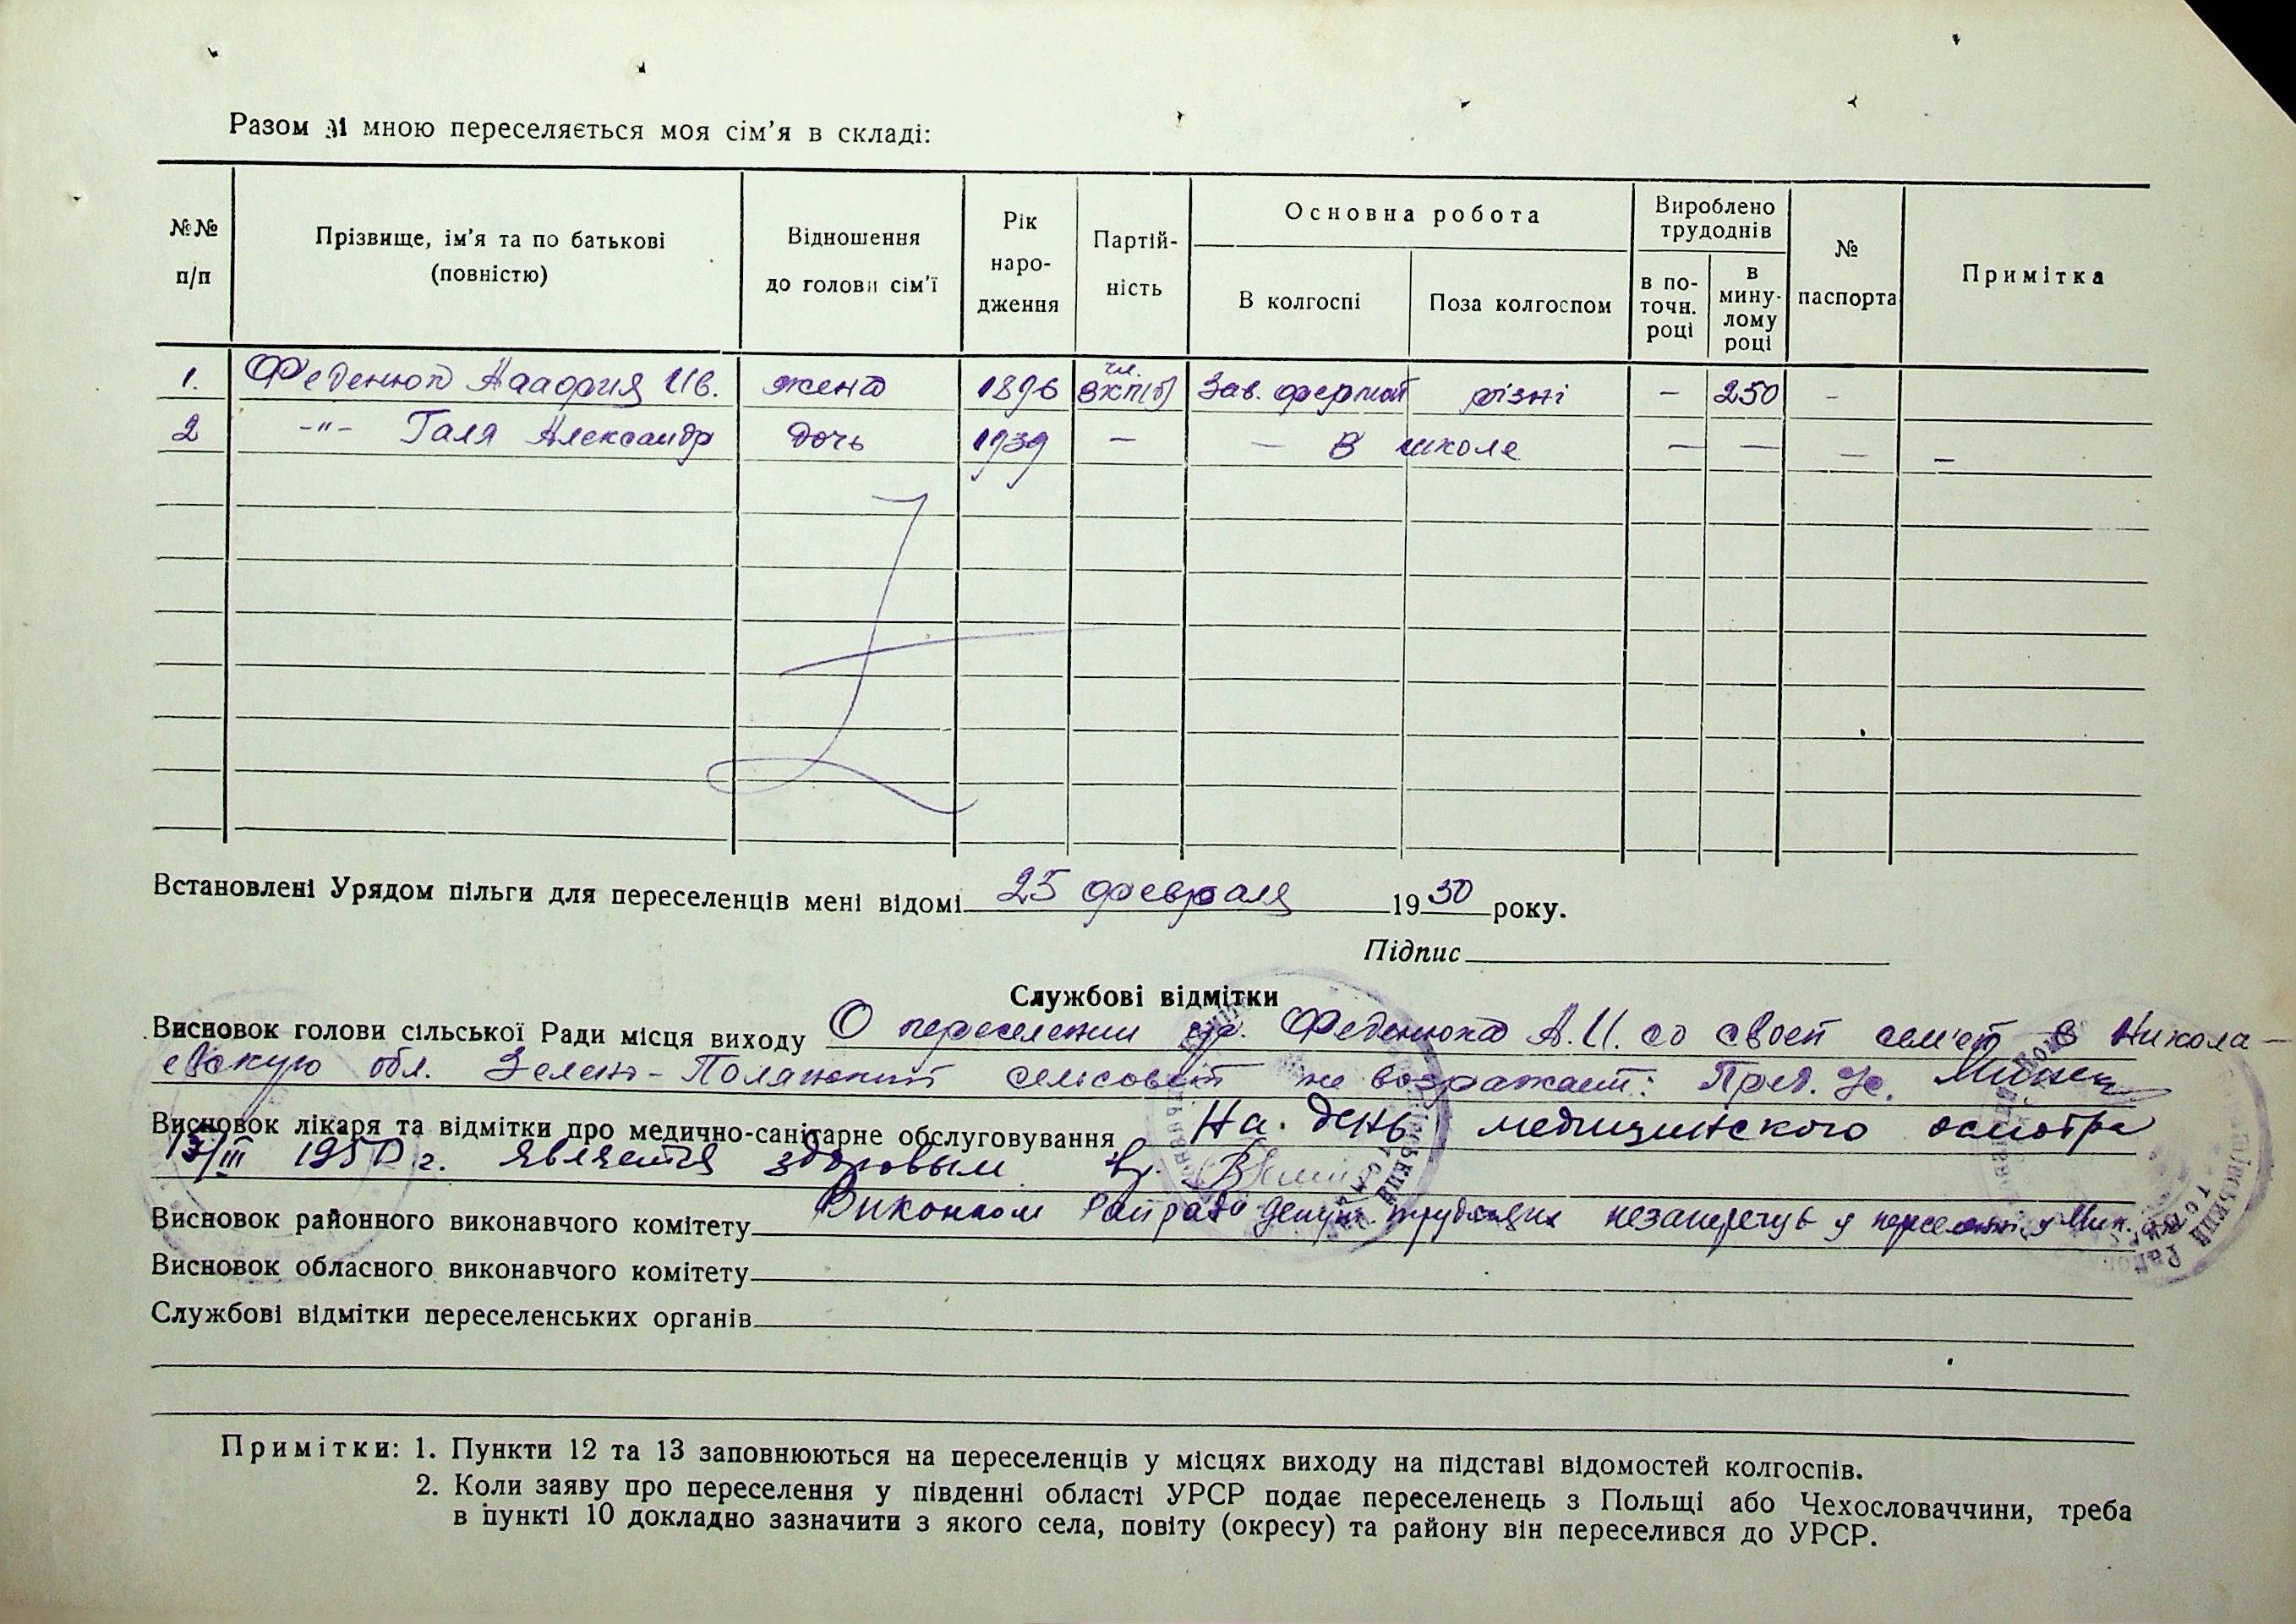 Разом зі мною переселяється моя сім'я в складі:
№№ п/п
Прізвище, ім'я та по батькові (повністю)
Відношення до голови сім'ї
Рік народження
Партійність
Основна робота
В колгоспі
Поза колгоспом
Вироблено трудоднів
в поточн. році
в минулому році
№ паспорта
Примітка
1. Феденюк Ив. жена 1896 чл. ВКП(б) Зав. фермой різні – 250 –
2 -"- Галя Александр дочь 1939 – – В школе – – – –
Встановлені Урядом пільги для переселенців мені відомі 25 февраля 1950 року.
Підпис
Службові відмітки
Висновок голови сільської Ради місця виходу О переселении гр. Феденюка А.И. со своей сем'ей в Никола-
евскую обл. Зелено-Полянский сельсовет не возражает: Пред. с/с.
Висновок лікаря та відмітки про медично-санітарне обслуговування На день медицинского осмотра
13/III 1950 г. является здоровым Вр.
Висновок районного виконавчого комітету Виконком Райради депут. трудящих незаперечує у переселенні у Мик.
Висновок обласного виконавчого комітету
Службові відмітки переселенських органів
Примітки: 1. Пункти 12 та 13 заповнюються на переселенців у місцях виходу на підставі відомостей колгоспів.
2. Коли заяву про переселення у південні області УРСР подає переселенець з Польщі або Чехословаччини, треба
в пункті 10 докладно зазначити з якого села, повіту (округу) та району він переселився до УРСР.